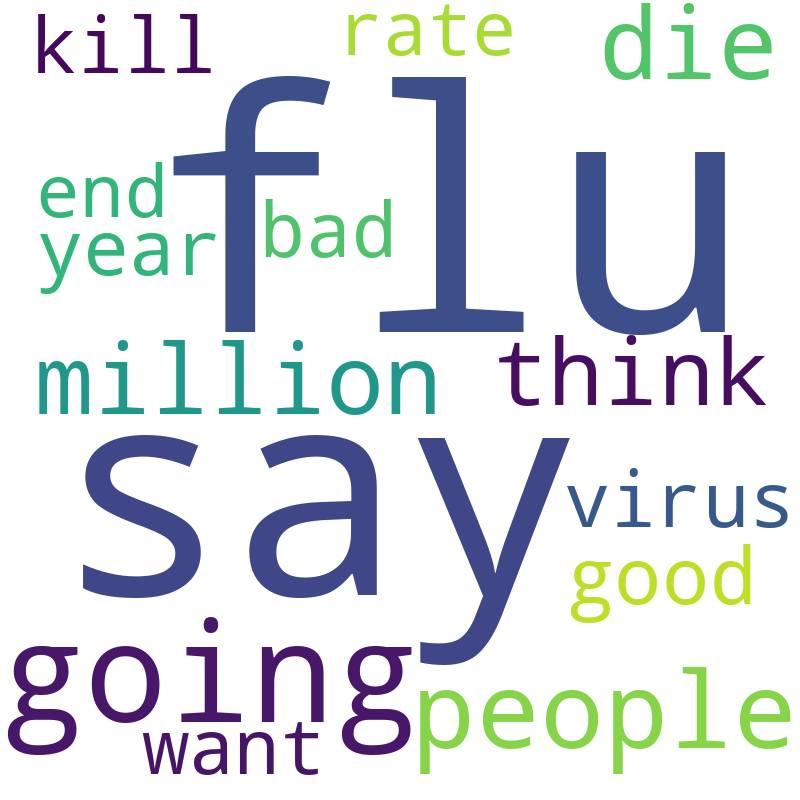 kill rate die
flu
end bad
year
million think
say
virus
good
going people
want